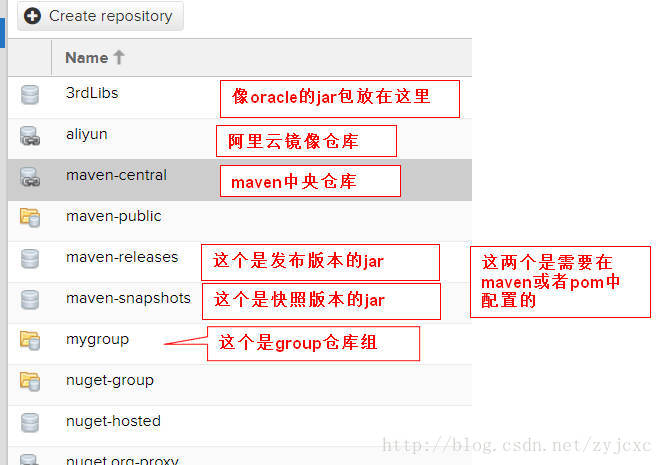 Create repository
Name
3rdLibs
像oracle的jar包放在这里
aliyun
阿里云镜像仓库
maven-central
maven中央仓库
maven-public
maven-releases
这个是发布版本的jar
maven-snapshots
这个是快照版本的jar
这两个是需要在
maven或者pom中
配置的
mygroup
这个是group仓库组
nuget-group
nuget-hosted
nuget.org-proxy
http://blog.csdn.net/zyjcxc